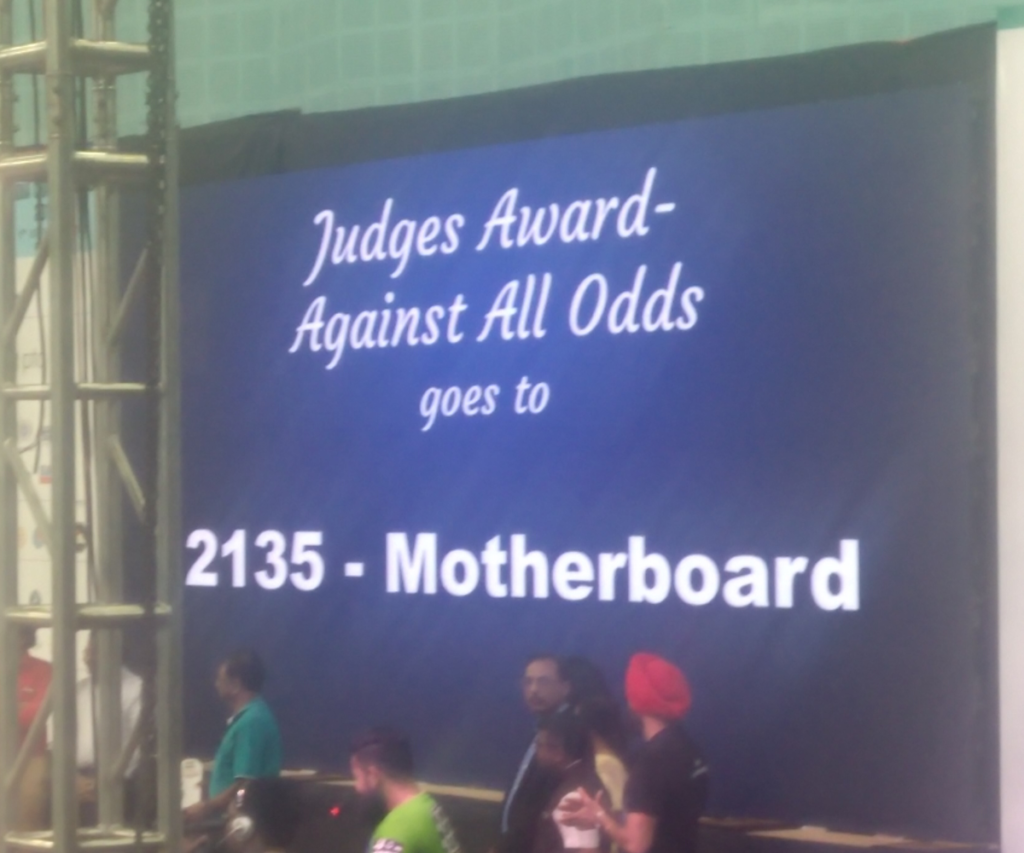 Judges Award-
Against All Odds
goes to
2135 - Motherboard